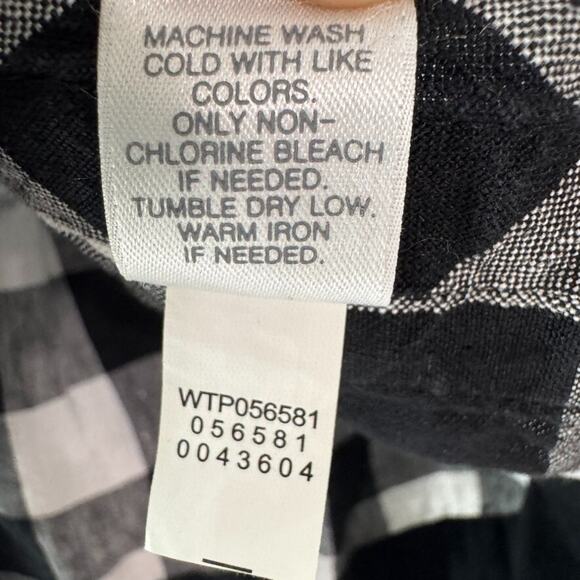 MACHINE WASH
COLD WITH LIKE
COLORS.
ONLY NON-
CHLORINE BLEACH
IF NEEDED.
TUMBLE DRY LOW.
WARM IRON
IF NEEDED.
WTP056581
056581
0043604